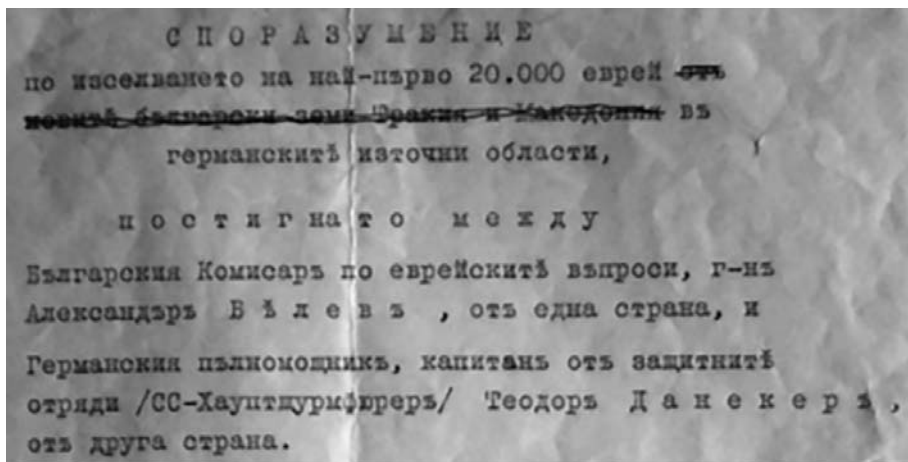 С П О Р А З У М Е Н И Е
по изселването на най-първо 20.000 еврей отъ
новитѣ български земи Тракия и Македония въ
германскитѣ източни области,
п о с т и г на т о м е ж д у
Българския Комисаръ по еврейскитѣ въпроси, г-нъ
Александъръ Б ѣ л е в ъ , отъ една страна, и
Германския пълномощникъ, капитанъ отъ защитнитѣ
отряди /СС-Хауптщурмфюреръ/ Теодоръ Д а н е к е р ъ ,
отъ друга страна.